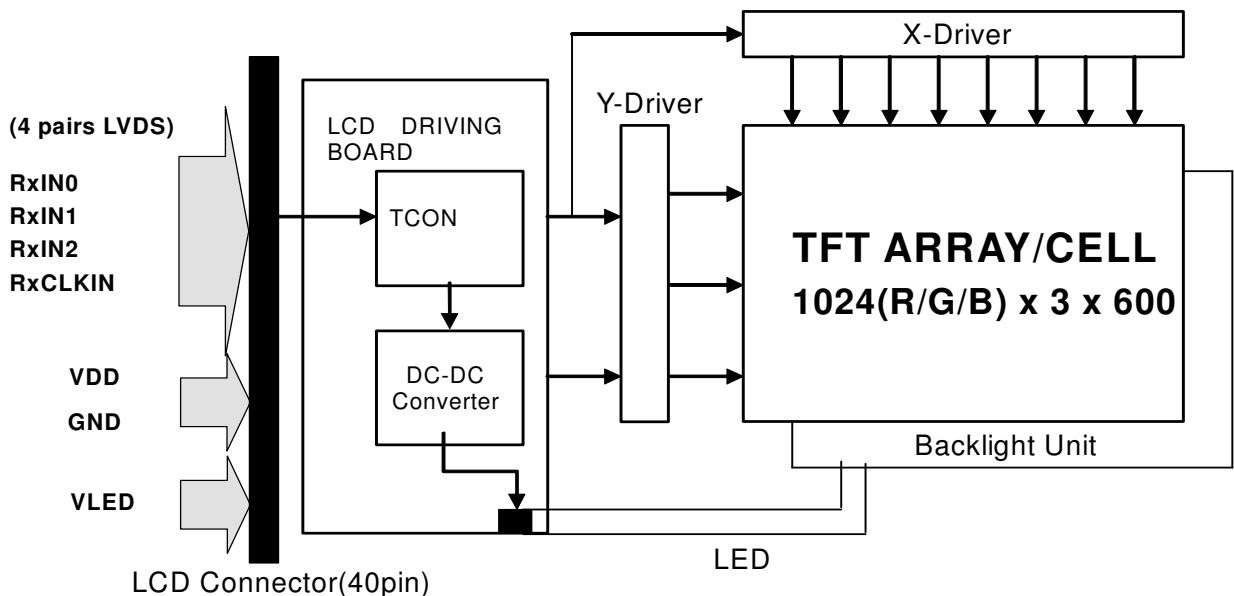 X-Driver
Y-Driver
(4 pairs LVDS)
RxIN0
RxIN1
RxIN2
RxCLKIN
LCD DRIVING
BOARD
TCON
TFT ARRAY/CELL
1024(R/G/B) x 3 x 600
VDD
GND
DC-DC
Converter
Backlight Unit
VLED
LED
LCD Connector(40pin)